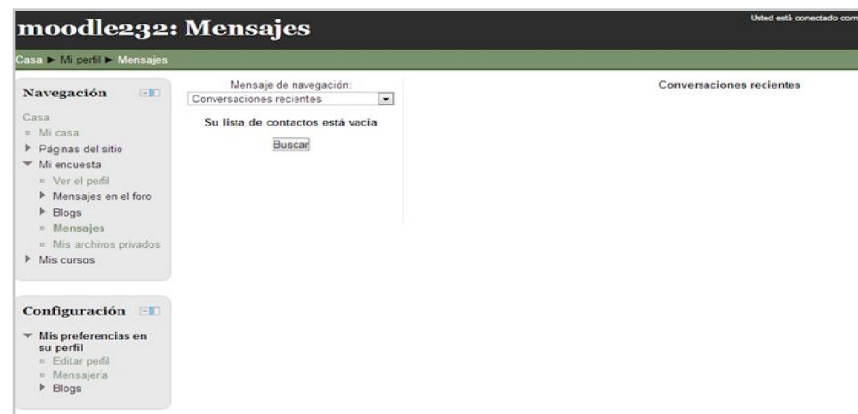 moodle232: Mensajes
Usted está conectado com
Casa ► Mi perfil ► Mensajes
Navegación
Casa
Mi casa
Páginas del sitio
Mi encuesta
Ver el perfil
Mensajes en el foro
Blogs
Mensajes
Mis archivos privados
Mis cursos
Configuración
Mis preferencias en
su perfil
Editar perfil
Mensajería
Blogs
Mensaje de navegación:
Conversaciones recientes
Su lista de contactos está vacía
Buscar
Conversaciones recientes